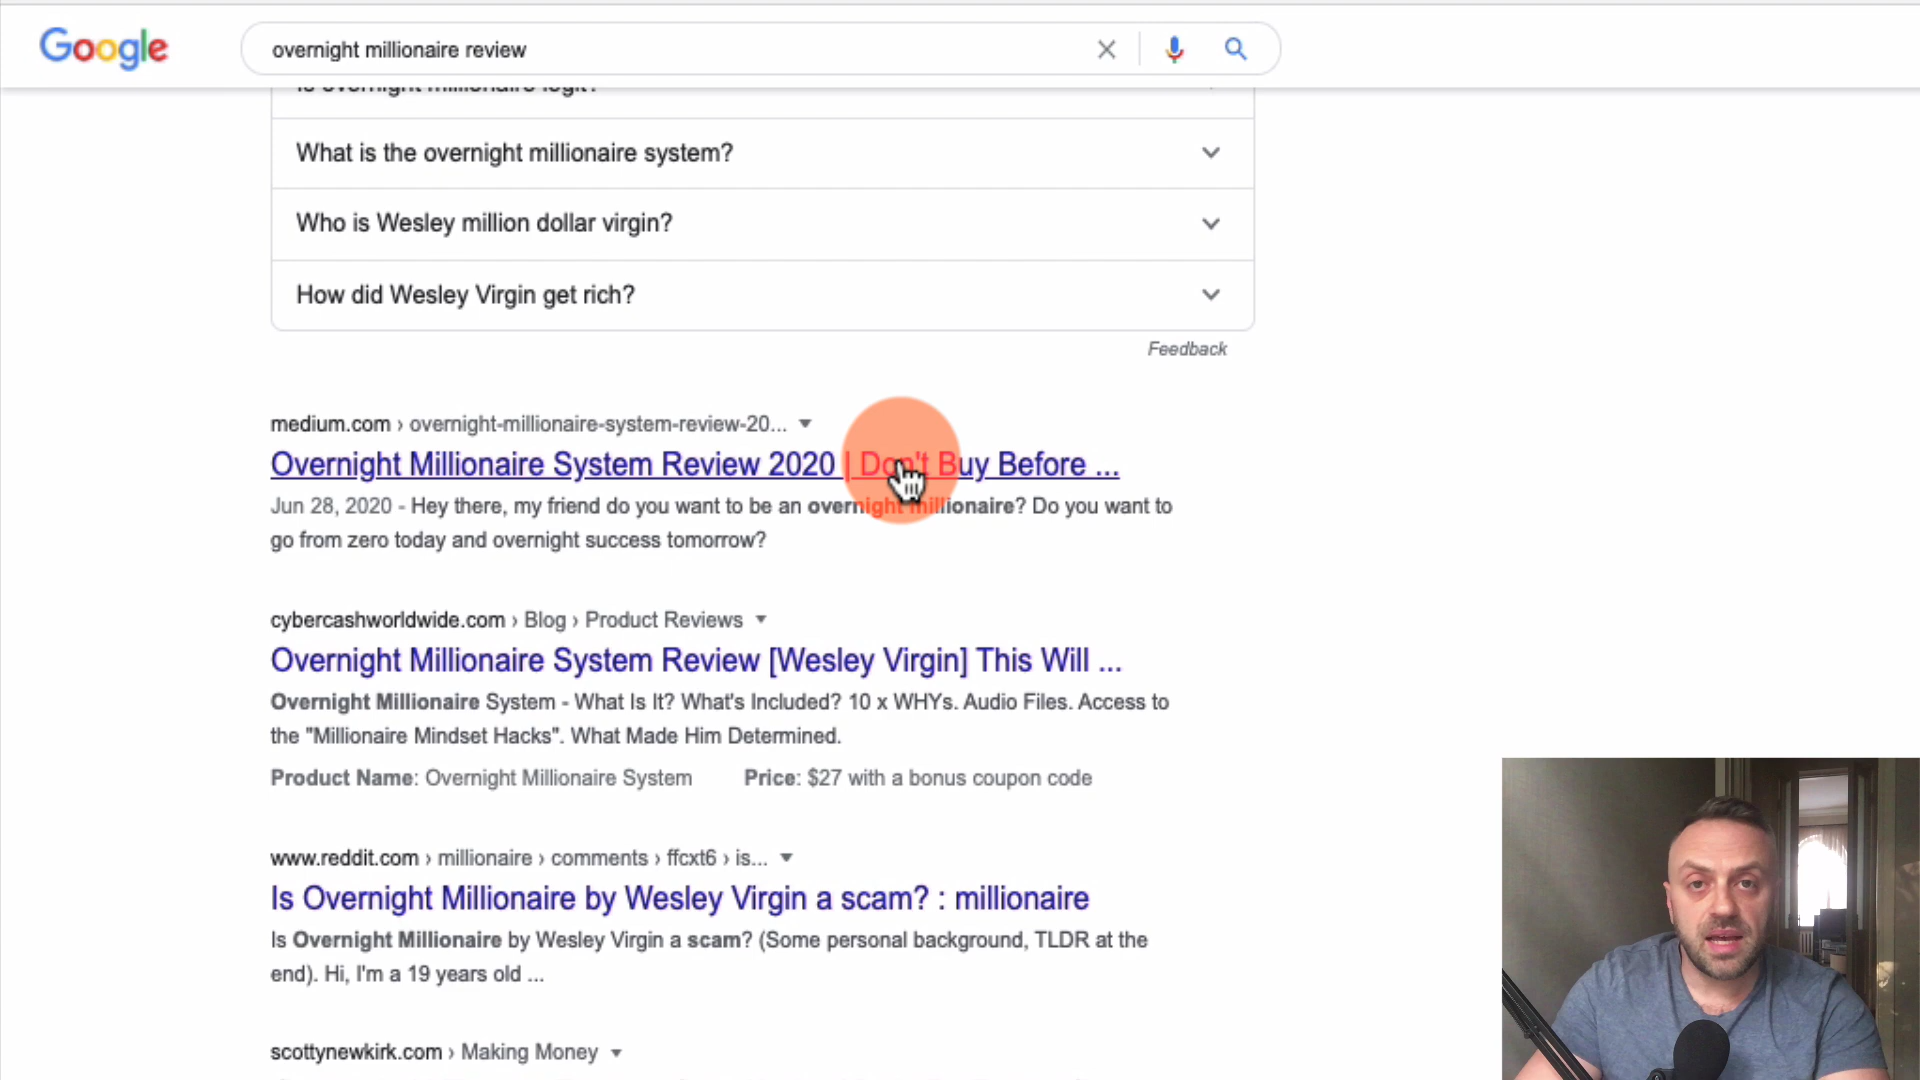 Google
overnight millionaire review
Is overnight millionaire legit?
What is the overnight millionaire system?
Who is Wesley million dollar virgin?
How did Wesley Virgin get rich?
Feedback
medium.com › overnight-millionaire-system-review-20...
Overnight Millionaire System Review 2020 | Don't Buy Before ...
Jun 28, 2020 - Hey there, my friend do you want to be an overnight millionaire? Do you want to
go from zero today and overnight success tomorrow?
cybercashworldwide.com › Blog › Product Reviews
Overnight Millionaire System Review [Wesley Virgin] This Will ...
Overnight Millionaire System - What Is It? What's Included? 10 x WHYs. Audio Files. Access to
the "Millionaire Mindset Hacks". What Made Him Determined.
Product Name: Overnight Millionaire System Price: $27 with a bonus coupon code
www.reddit.com › millionaire › comments › ffcxt6 › is...
Is Overnight Millionaire by Wesley Virgin a scam? : millionaire
Is Overnight Millionaire by Wesley Virgin a scam? (Some personal background, TLDR at the
end). Hi, I'm a 19 years old ...
scottynewkirk.com › Making Money